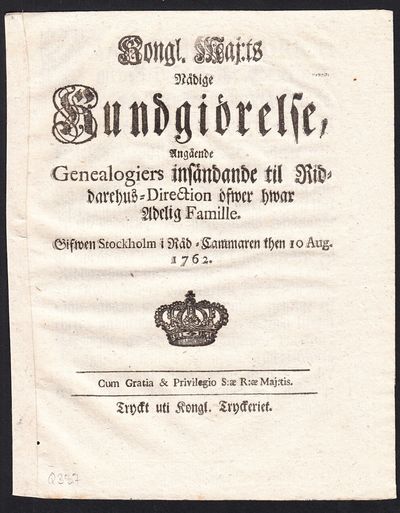 Kongl. Maj:ts
Nådige
Kundgiörelse,
Angående
Genealogiers insändande til Rid-
darehus-Direction öfwer hwar
Adelig Famille.
Gifwen Stockholm i Råd-Cammaren then 10 Aug.
1762.
Cum Gratia & Privilegio S:æ R:æ Maj:tis.
Tryckt uti Kongl. Tryckeriet.